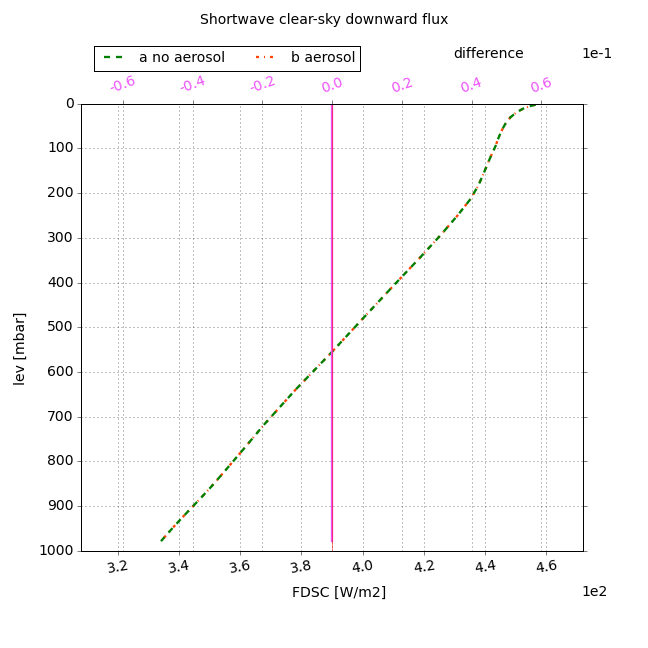 Shortwave clear-sky downward flux
a no aerosol b aerosol difference 1e-1
-0.6 -0.4 -0.2 0.0 0.2 0.4 0.6
0
100
200
300
400
500
600
700
800
900
1000
lev [mbar]
3.2 3.4 3.6 3.8 4.0 4.2 4.4 4.6
FDSC [W/m2] 1e2